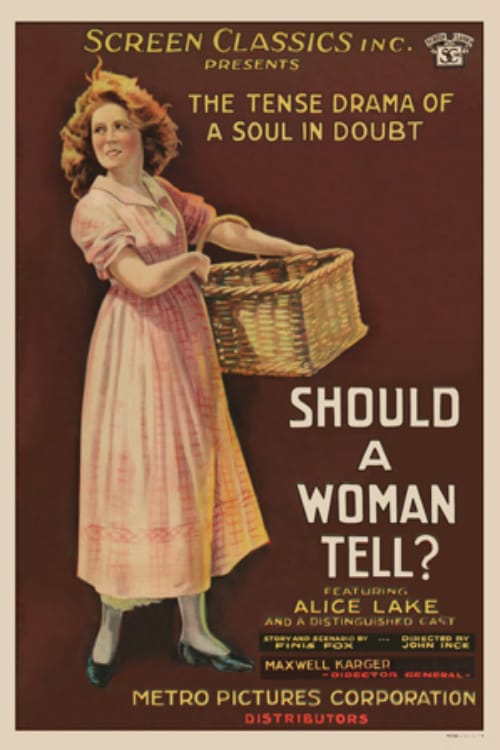 SCREEN CLASSICS INC.
PRESENTS
THE TENSE DRAMA OF
A SOUL IN DOUBT
SHOULD
A
WOMAN
TELL?
FEATURING
ALICE LAKE
AND A DISTINGUISHED CAST
STORY AND SCENARIO BY ... DIRECTED BY
FINIS FOX JOHN INCE
MAXWELL KARGER
-DIRECTOR GENERAL-
METRO PICTURES CORPORATION
DISTRIBUTORS